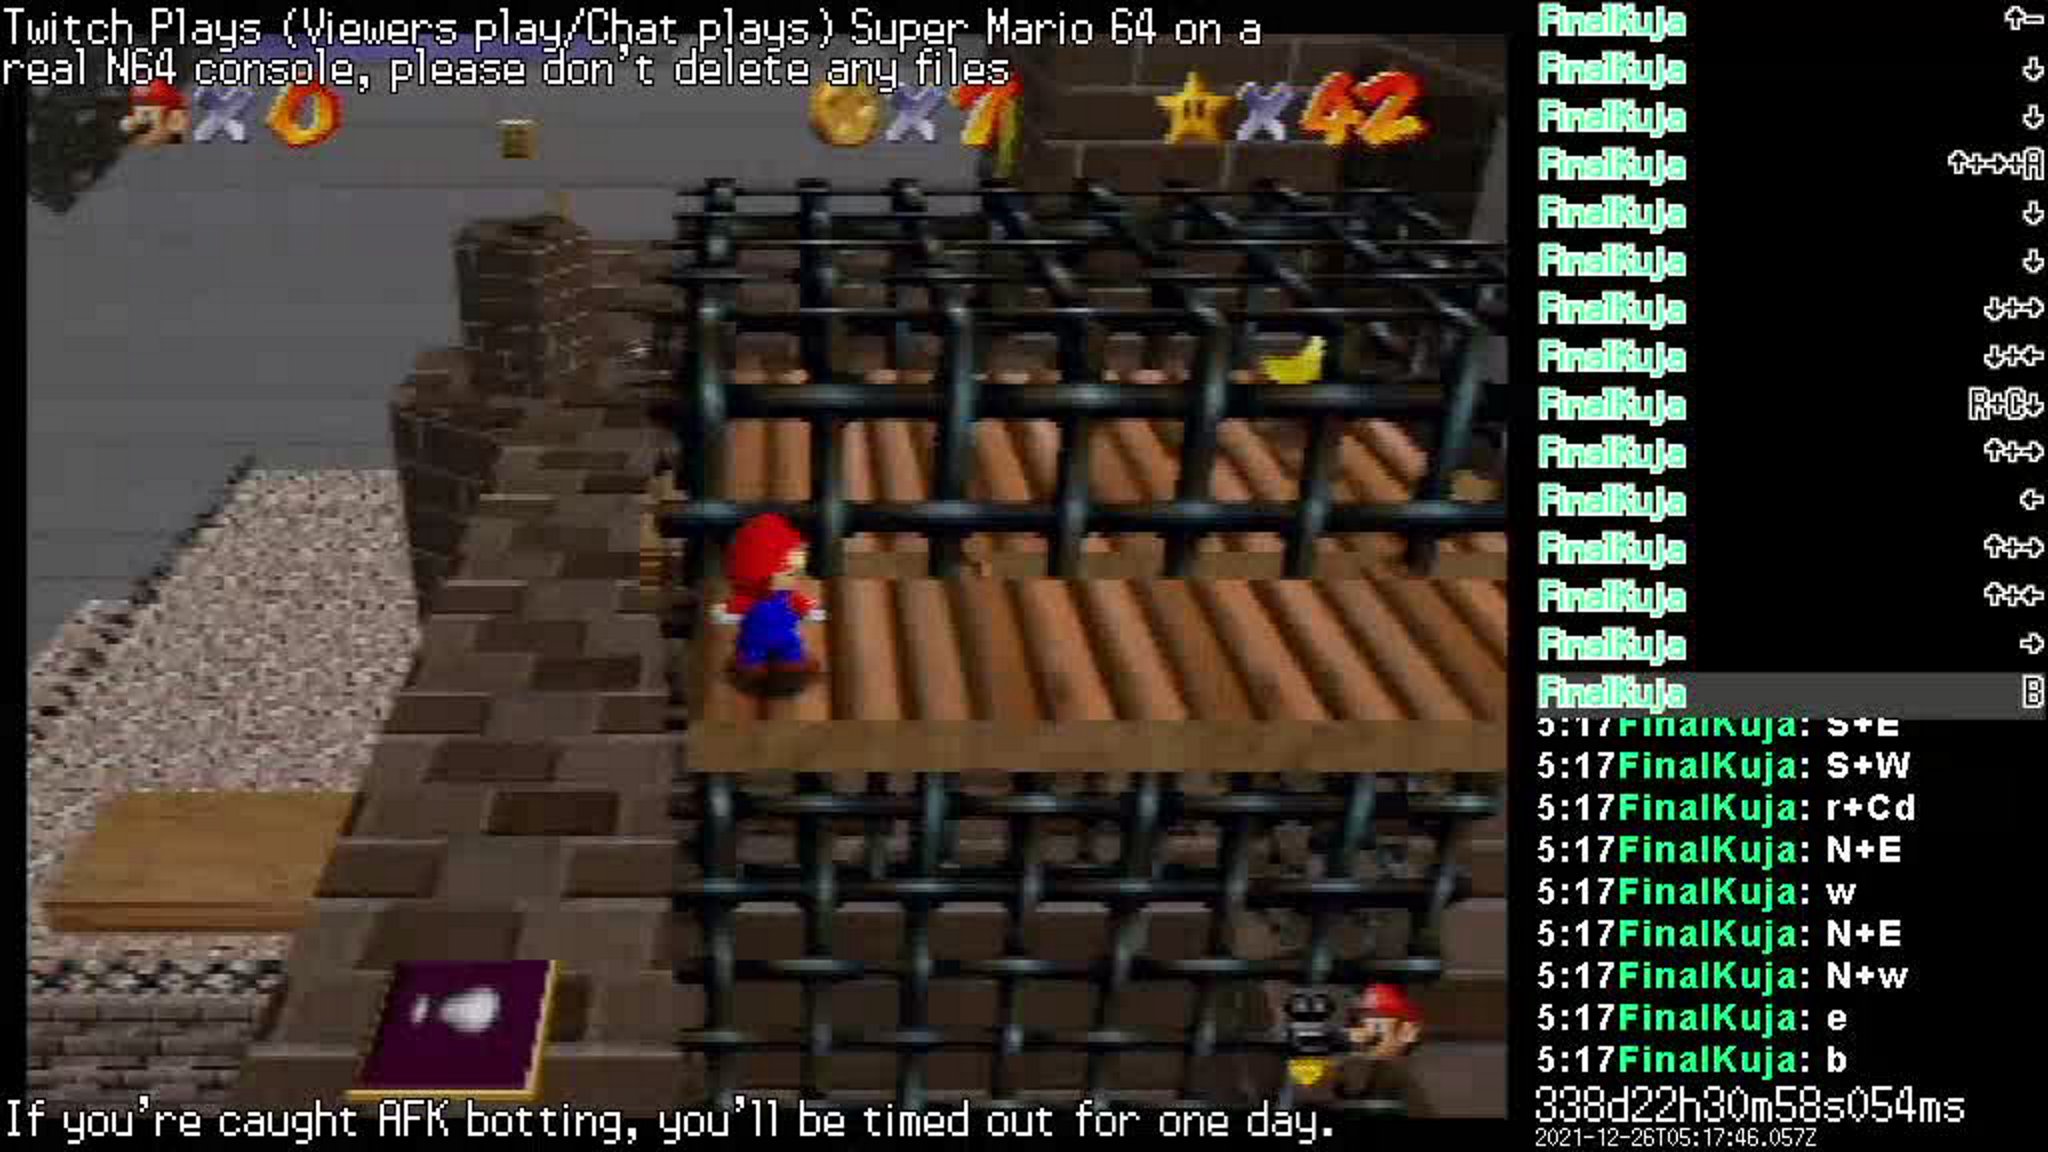 Twitch Plays (Viewers play/Chat plays) Super Mario 64 on a
real N64 console, please don't delete any files
x 0
x 1
x 42
FinalKuja ↑←
FinalKuja ↓
FinalKuja ↓
FinalKuja ↑+→+A
FinalKuja ↓
FinalKuja ↓
FinalKuja ↓+→
FinalKuja ↓+←
FinalKuja R+C↓
FinalKuja ↑+→
FinalKuja ←
FinalKuja ↑+→
FinalKuja ↑+←
FinalKuja →
FinalKuja B
5:17FinalKuja: S+E
5:17FinalKuja: S+W
5:17FinalKuja: r+Cd
5:17FinalKuja: N+E
5:17FinalKuja: w
5:17FinalKuja: N+E
5:17FinalKuja: N+w
5:17FinalKuja: e
5:17FinalKuja: b
338d22h30m58s054ms
2021-12-26T05:17:46.057Z
If you're caught AFK botting, you'll be timed out for one day.